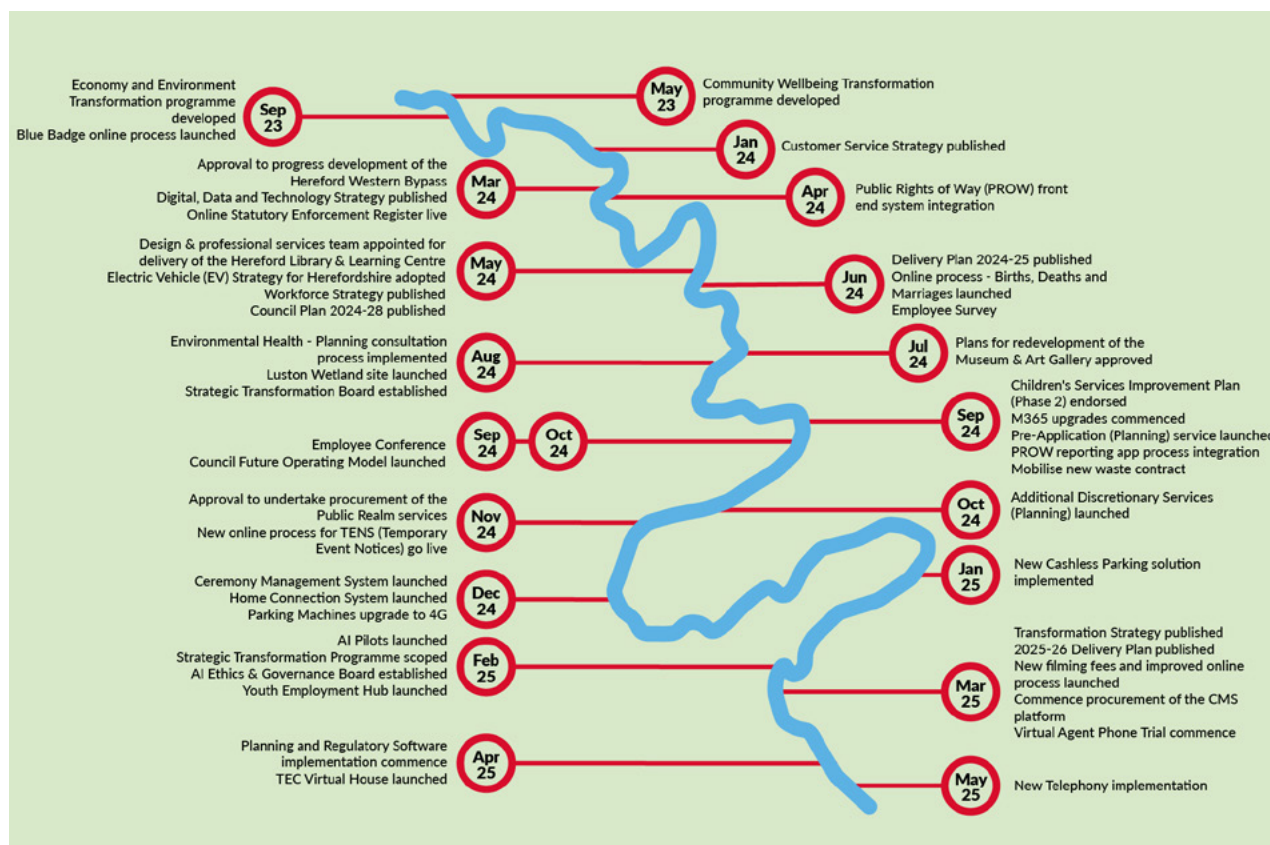 Economy and Environment
Transformation programme
developed
Blue Badge online process launched
Sep
23
May
23
Community Wellbeing Transformation
programme developed
Jan
24
Customer Service Strategy published
Approval to progress development of the
Hereford Western Bypass
Digital, Data and Technology Strategy published
Online Statutory Enforcement Register live
Mar
24
Apr
24
Public Rights of Way (PROW) front
end system integration
Design & professional services team appointed for
delivery of the Hereford Library & Learning Centre
Electric Vehicle (EV) Strategy for Herefordshire adopted
Workforce Strategy published
Council Plan 2024-28 published
May
24
Jun
24
Delivery Plan 2024-25 published
Online process - Births, Deaths and
Marriages launched
Employee Survey
Jul
24
Plans for redevelopment of the
Museum & Art Gallery approved
Environmental Health - Planning consultation
process implemented
Luston Wetland site launched
Strategic Transformation Board established
Aug
24
Sep
24
Children's Services Improvement Plan
(Phase 2) endorsed
M365 upgrades commenced
Pre-Application (Planning) service launched
PROW reporting app process integration
Mobilise new waste contract
Employee Conference
Council Future Operating Model launched
Sep
24
Oct
24
Oct
24
Additional Discretionary Services
(Planning) launched
Approval to undertake procurement of the
Public Realm services
New online process for TENS (Temporary
Event Notices) go live
Nov
24
Jan
25
New Cashless Parking solution
implemented
Ceremony Management System launched
Home Connection System launched
Parking Machines upgrade to 4G
Dec
24
AI Pilots launched
Strategic Transformation Programme scoped
AI Ethics & Governance Board established
Youth Employment Hub launched
Feb
25
Mar
25
Transformation Strategy published
2025-26 Delivery Plan published
New filming fees and improved online
process launched
Commence procurement of the CMS
platform
Virtual Agent Phone Trial commence
Planning and Regulatory Software
implementation commence
TEC Virtual House launched
Apr
25
May
25
New Telephony implementation